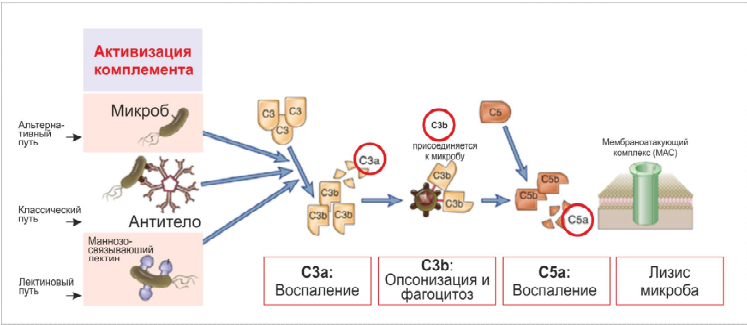 Активизация
комплемента
Альтерна-
тивный
путь
Микроб
Классический
путь
Антитело
Маннозо-
связывающий
лектин
Лектиновый
путь
C3
C3
C3
C3a
C3b
C3b
C3b
C3b
присоединяется
к микробу
C3b
C3b
C5
C5b
C5b
C5a
Мембраноатакующий
комплекс (МАС)
C3a:
Воспаление
C3b:
Опсонизация и
фагоцитоз
C5a:
Воспаление
Лизис
микроба